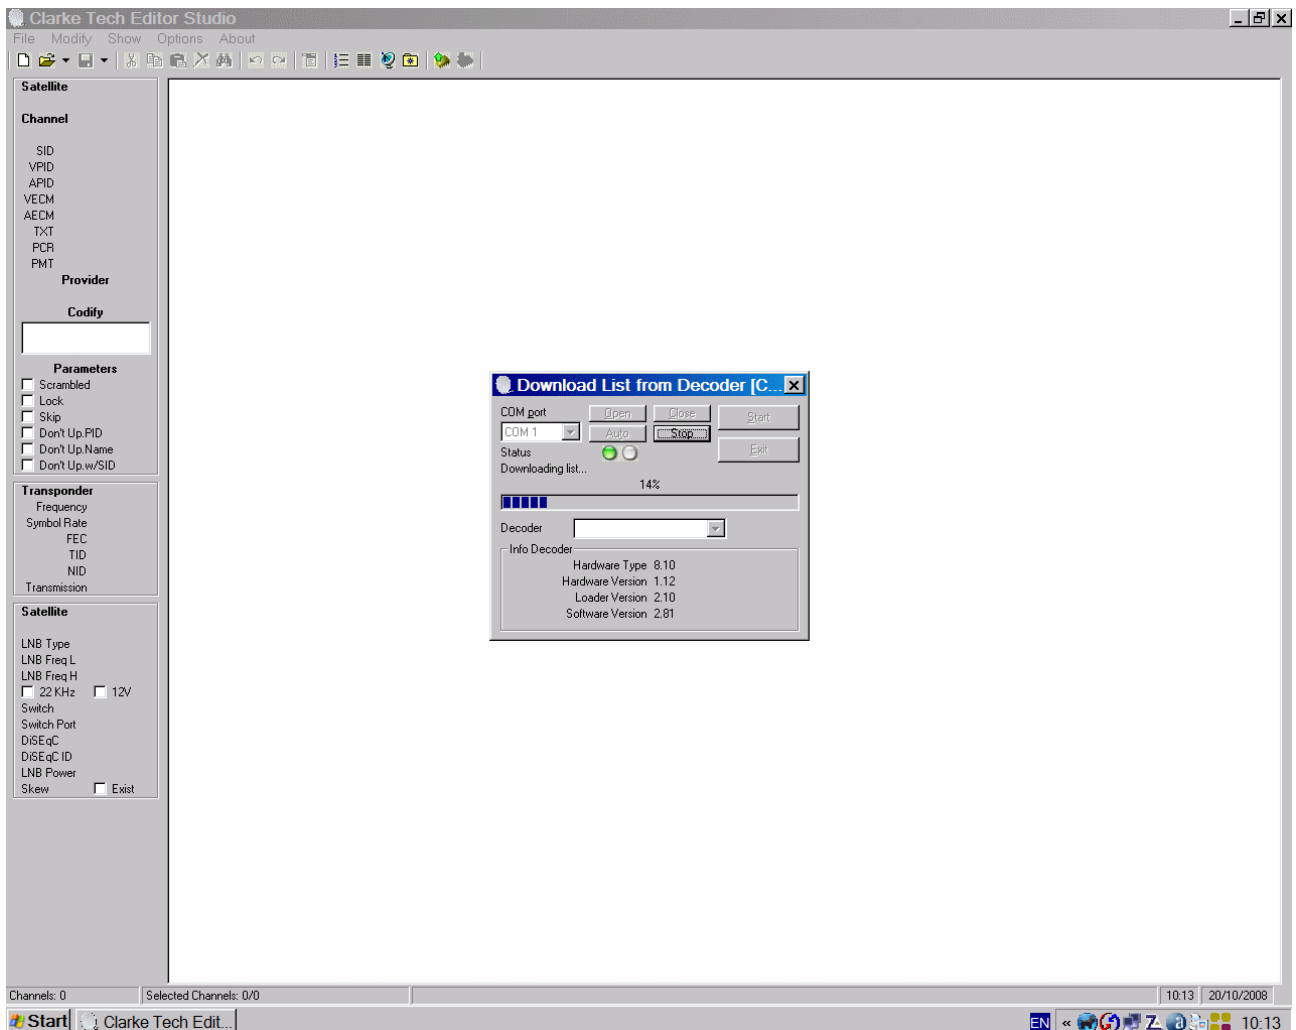 Clarke Tech Editor Studio
File Modify Show Options About
Satellite
Channel
SID
VPID
APID
VECM
AECM
TXT
PCR
PMT
Provider
Codify
Parameters
Scrambled
Lock
Skip
Don't Up.PID
Don't Up.Name
Don't Up.w/SID
Transponder
Frequency
Symbol Rate
FEC
TID
NID
Transmission
Satellite
LNB Type
LNB Freq L
LNB Freq H
22 KHz 12V
Switch
Switch Port
DiSEqC
DiSEqC ID
LNB Power
Skew Exist
Download List from Decoder [C...
COM port Open Close Start
COM 1 Auto Stop
Status Exit
Downloading list...
14%
Decoder
Info Decoder
Hardware Type 8.10
Hardware Version 1.12
Loader Version 2.10
Software Version 2.81
Channels: 0 Selected Channels: 0/0 10:13 20/10/2008
Start Clarke Tech Edit... EN « 10:13